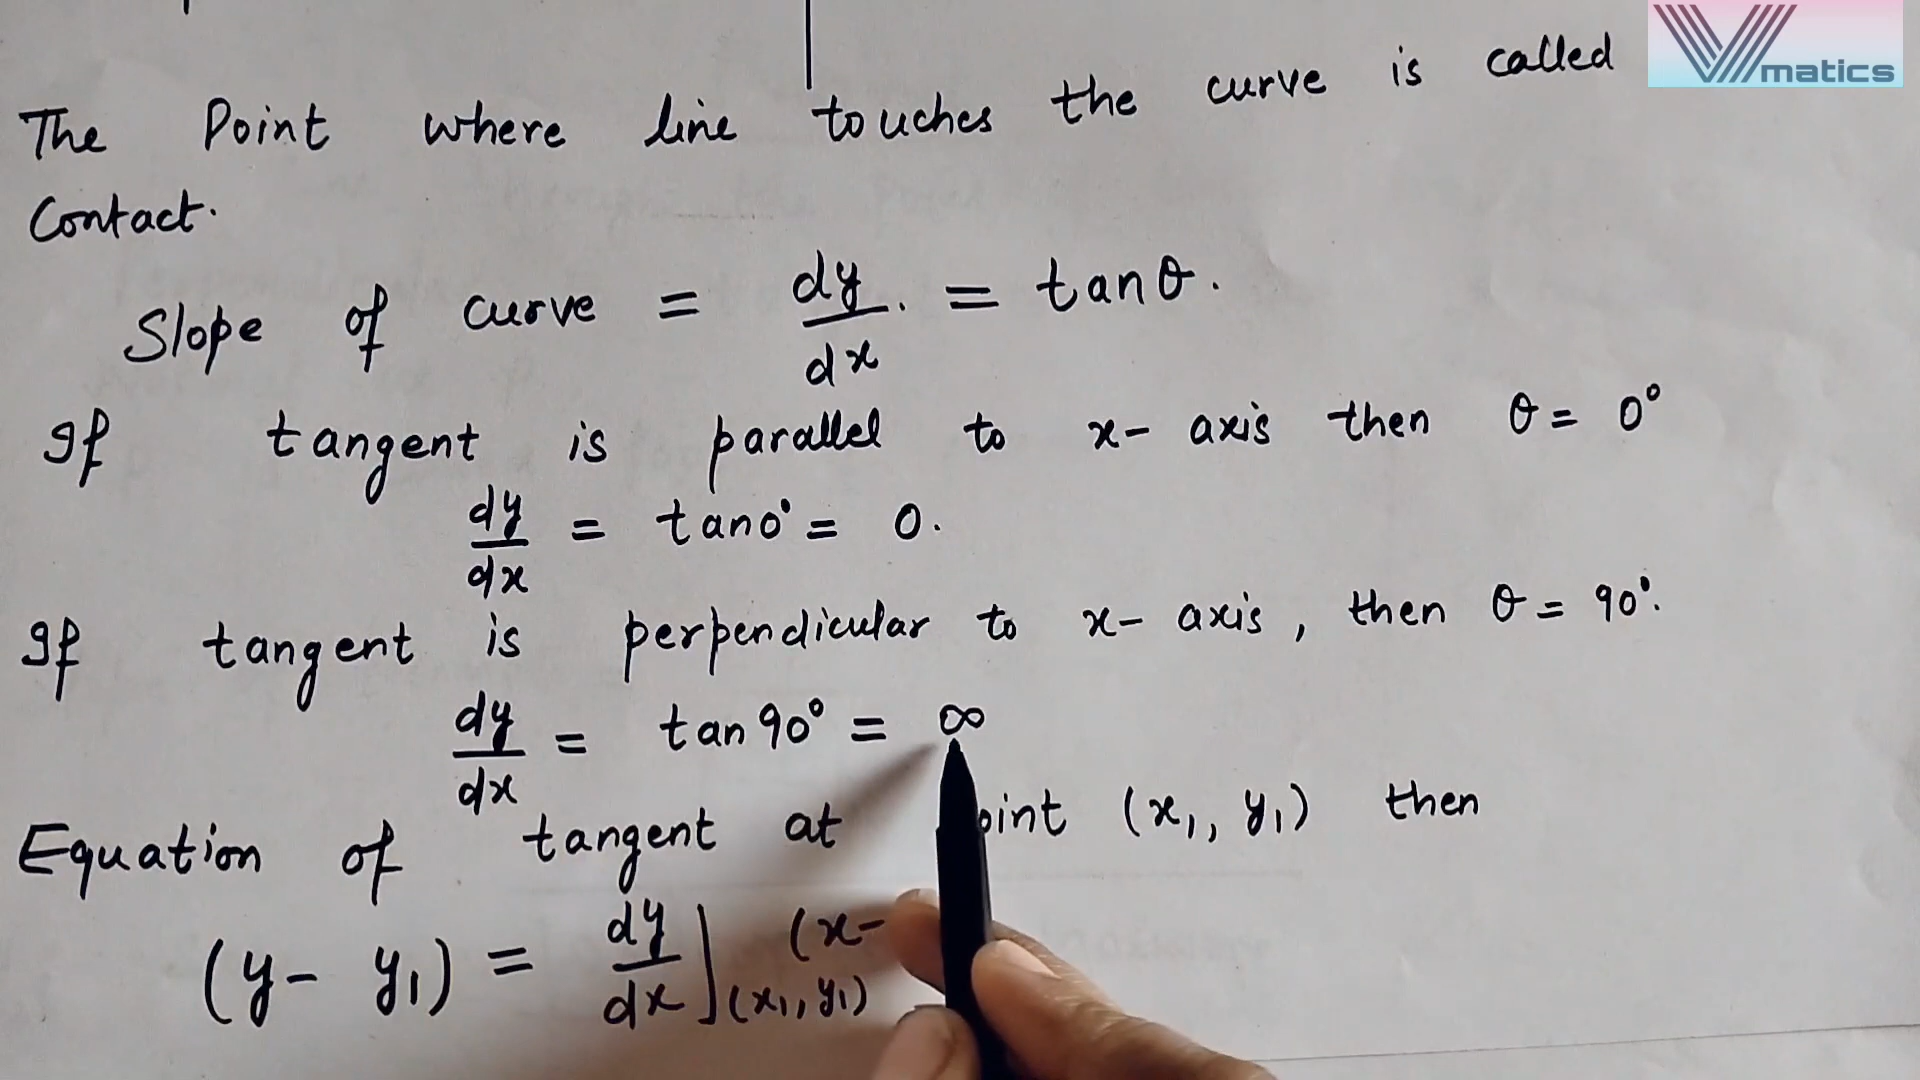 Vmatics
The Point where line touches the curve is called
Contact.
Slope of curve = dy/dx. = tanθ.
If tangent is parallel to x- axis then θ = 0°
dy/dx = tan0° = 0.
If tangent is perpendicular to x- axis, then θ = 90°.
dy/dx = tan90° = ∞
Equation of tangent at oint (x₁, y₁) then
(y- y₁) = dy/dx](x₁, y₁) (x-